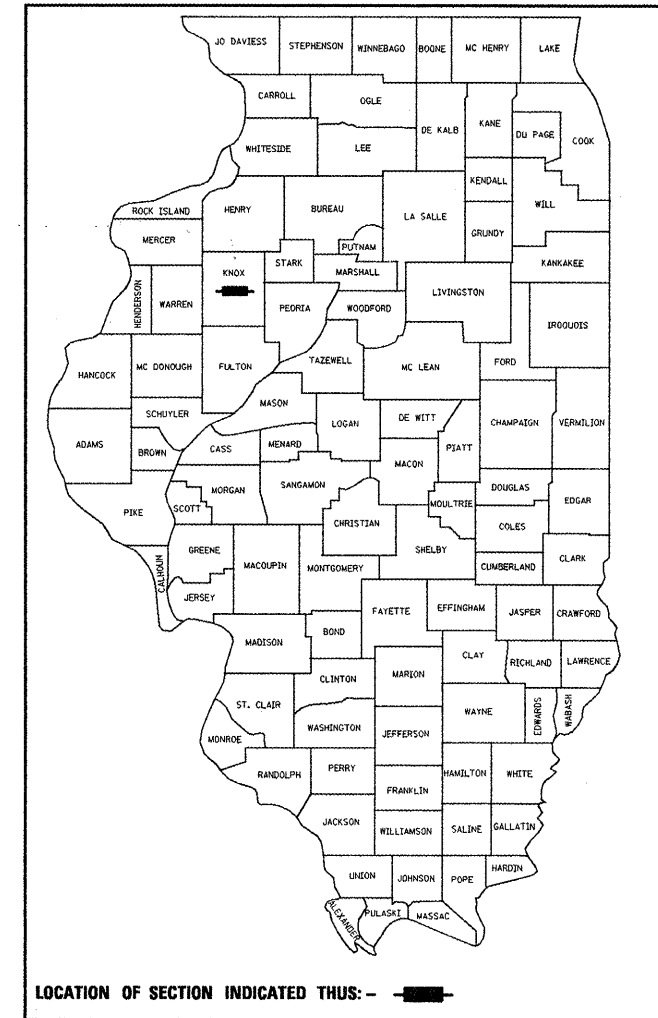 JO DAVIESS
STEPHENSON
WINNEBAGO
BOONE
MC HENRY
LAKE
CARROLL
OGLE
DE KALB
KANE
DU PAGE
COOK
WHITESIDE
LEE
KENDALL
WILL
ROCK ISLAND
HENRY
BUREAU
LA SALLE
GRUNDY
MERCER
PUTNAM
KANKAKEE
KNOX
STARK
MARSHALL
HENDERSON
WARREN
PEORIA
WOODFORD
LIVINGSTON
IROQUOIS
HANCOCK
MC DONOUGH
FULTON
TAZEWELL
MC LEAN
FORD
MASON
SCHUYLER
LOGAN
DE WITT
CHAMPAIGN
VERMILION
ADAMS
BROWN
CASS
MENARD
PIATT
MACON
PIKE
SCOTT
MORGAN
SANGAMON
MOULTRIE
DOUGLAS
EDGAR
CHRISTIAN
COLES
CALHOUN
GREENE
MACOUPIN
MONTGOMERY
SHELBY
CUMBERLAND
CLARK
JERSEY
FAYETTE
EFFINGHAM
JASPER
CRAWFORD
MADISON
BOND
CLAY
RICHLAND
LAWRENCE
CLINTON
MARION
ST. CLAIR
WAYNE
EDWARDS
WABASH
MONROE
WASHINGTON
JEFFERSON
RANDOLPH
PERRY
HAMILTON
WHITE
FRANKLIN
JACKSON
WILLIAMSON
SALINE
GALLATIN
UNION
JOHNSON
POPE
HARDIN
ALEXANDER
PULASKI
MASSAC
LOCATION OF SECTION INDICATED THUS: -